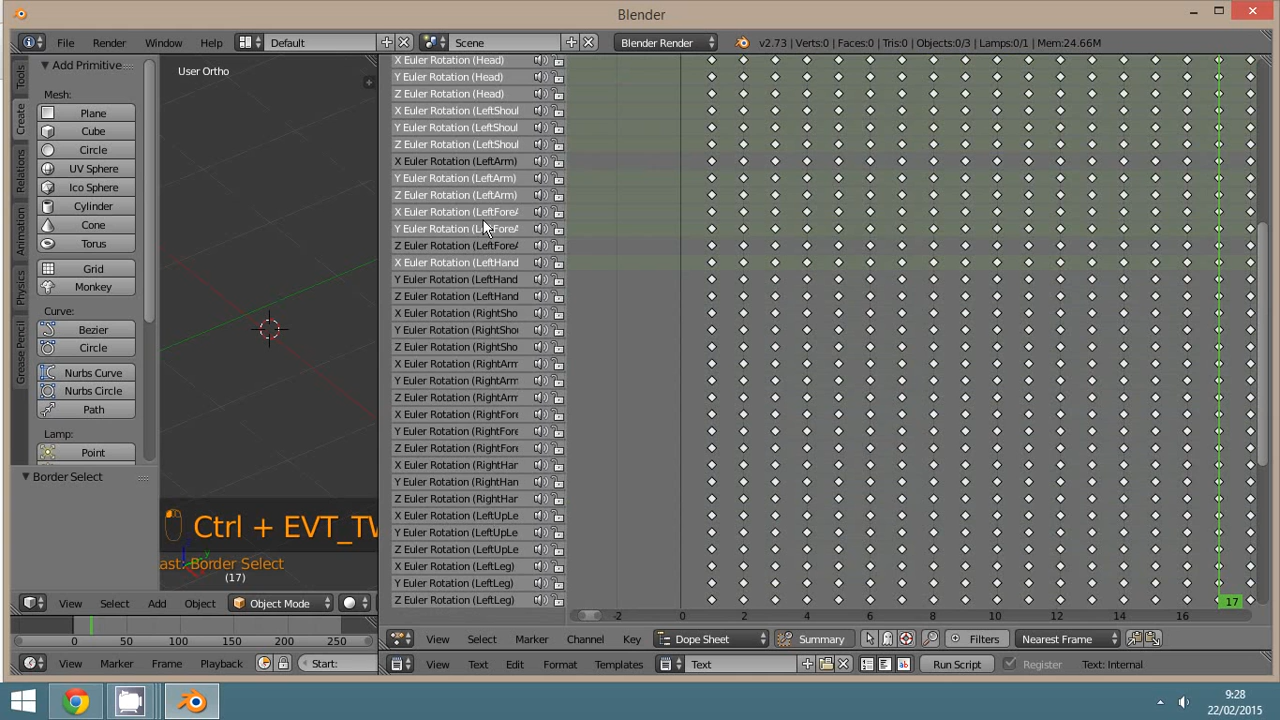 Blender
File Render Window Help Default Scene Blender Render v2.73 | Verts:0 | Faces:0 | Tris:0 | Objects:0/3 | Lamps:0/1 | Mem:24.66M
Tools
Create
Relations
Animation
Physics
Grease Pencil
Add Primitive
Mesh:
Plane
Cube
Circle
UV Sphere
Ico Sphere
Cylinder
Cone
Torus
Grid
Monkey
Curve:
Bezier
Circle
Nurbs Curve
Nurbs Circle
Path
Lamp:
Point
Border Select
User Ortho
Ctrl + EVT_TW
ast: Border Select
(17)
View Select Add Object Object Mode
0 50 100 150 200 250
View Marker Frame Playback Start:
X Euler Rotation (Head)
Y Euler Rotation (Head)
Z Euler Rotation (Head)
X Euler Rotation (LeftShoul
Y Euler Rotation (LeftShoul
Z Euler Rotation (LeftShoul
X Euler Rotation (LeftArm)
Y Euler Rotation (LeftArm)
Z Euler Rotation (LeftArm)
X Euler Rotation (LeftForeA
Y Euler Rotation (LeftForeA
Z Euler Rotation (LeftForeA
X Euler Rotation (LeftHand
Y Euler Rotation (LeftHand
Z Euler Rotation (LeftHand
X Euler Rotation (RightSho
Y Euler Rotation (RightShou
Z Euler Rotation (RightSho
X Euler Rotation (RightArm
Y Euler Rotation (RightArm
Z Euler Rotation (RightArm
X Euler Rotation (RightFore
Y Euler Rotation (RightFore
Z Euler Rotation (RightFore
X Euler Rotation (RightHar
Y Euler Rotation (RightHan
Z Euler Rotation (RightHar
X Euler Rotation (LeftUpLe
Y Euler Rotation (LeftUpLe
Z Euler Rotation (LeftUpLe
X Euler Rotation (LeftLeg)
Y Euler Rotation (LeftLeg)
Z Euler Rotation (LeftLeg)
17
-2 0 2 4 6 8 10 12 14 16
View Select Marker Channel Key Dope Sheet Summary Filters Nearest Frame
View Text Edit Format Templates Text Run Script Register Text: Internal
9:28
22/02/2015